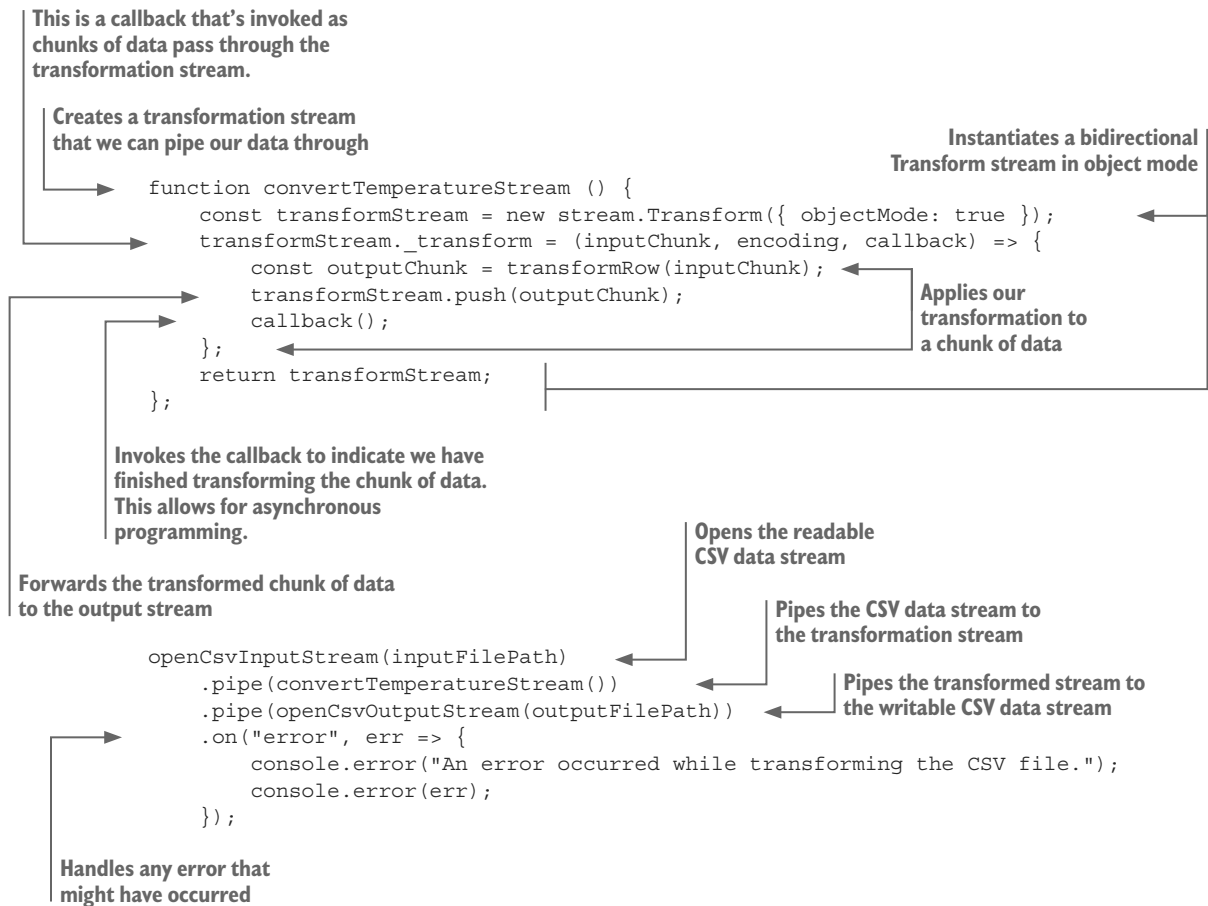 This is a callback that's invoked as
chunks of data pass through the
transformation stream.
Creates a transformation stream
that we can pipe our data through
Instantiates a bidirectional
Transform stream in object mode
function convertTemperatureStream () {
    const transformStream = new stream.Transform({ objectMode: true });
    transformStream._transform = (inputChunk, encoding, callback) => {
        const outputChunk = transformRow(inputChunk);
        transformStream.push(outputChunk);
        callback();
    };
    return transformStream;
};
Applies our
transformation to
a chunk of data
Invokes the callback to indicate we have
finished transforming the chunk of data.
This allows for asynchronous
programming.
Forwards the transformed chunk of data
to the output stream
Opens the readable
CSV data stream
Pipes the CSV data stream to
the transformation stream
Pipes the transformed stream to
the writable CSV data stream
openCsvInputStream(inputFilePath)
    .pipe(convertTemperatureStream())
    .pipe(openCsvOutputStream(outputFilePath))
    .on("error", err => {
        console.error("An error occurred while transforming the CSV file.");
        console.error(err);
    });
Handles any error that
might have occurred